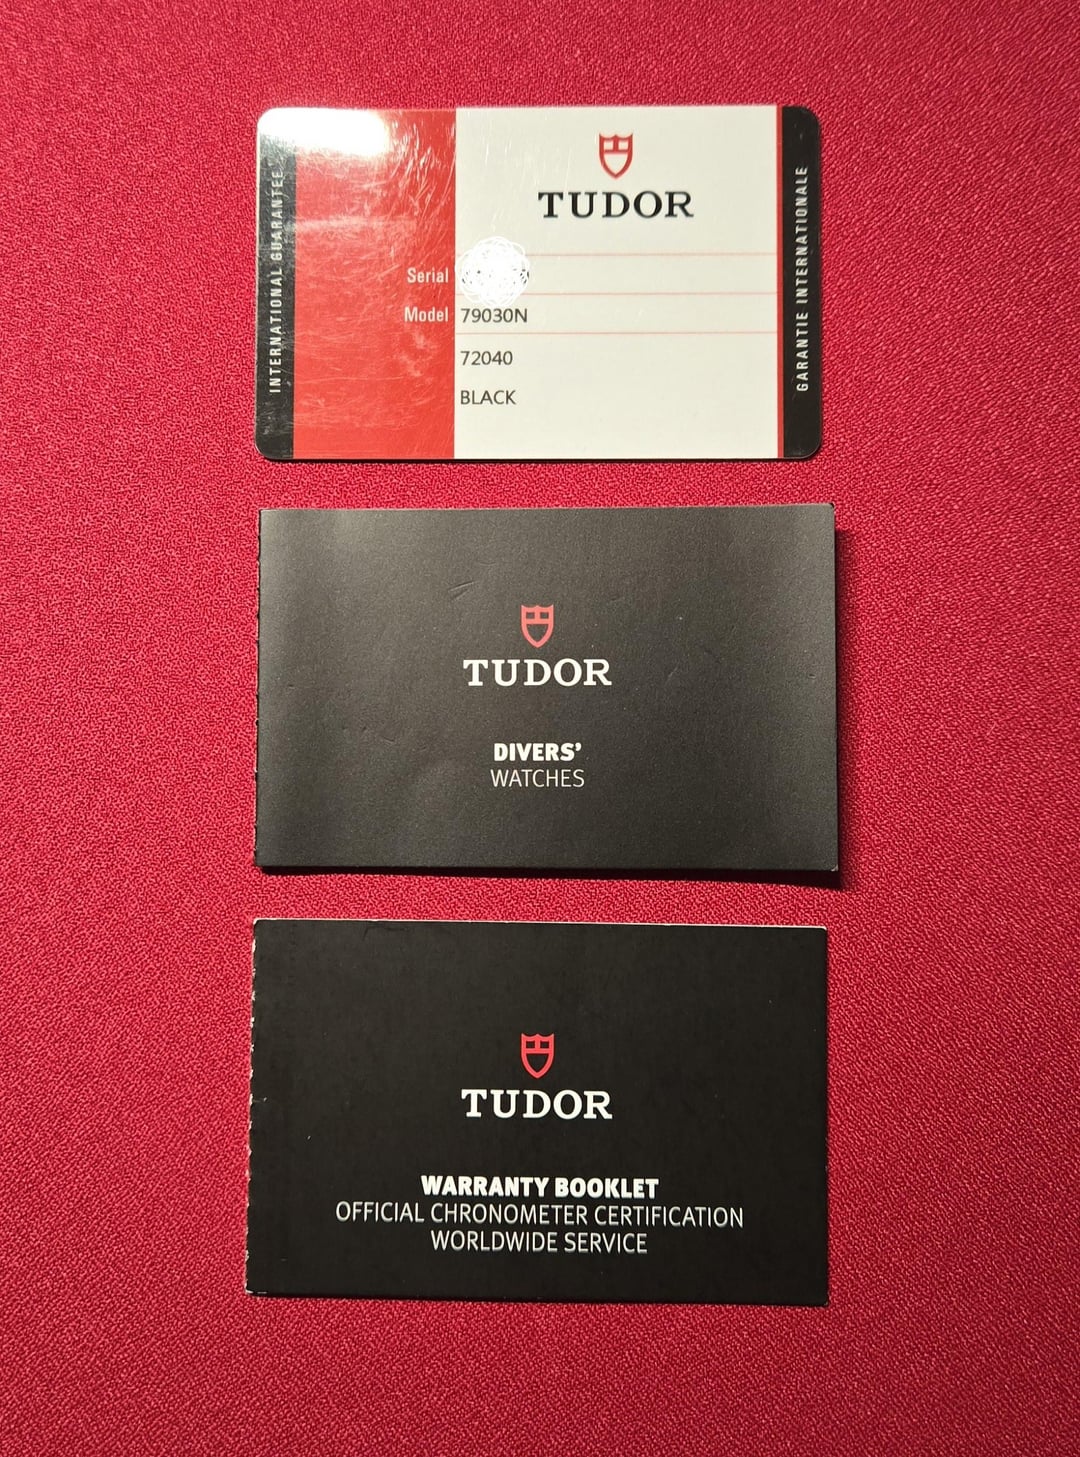 INTERNATIONAL GUARANTEE
TUDOR
Serial
Model 79030N
72040
BLACK
GARANTIE INTERNATIONALE
TUDOR
DIVERS’
WATCHES
TUDOR
WARRANTY BOOKLET
OFFICIAL CHRONOMETER CERTIFICATION
WORLDWIDE SERVICE